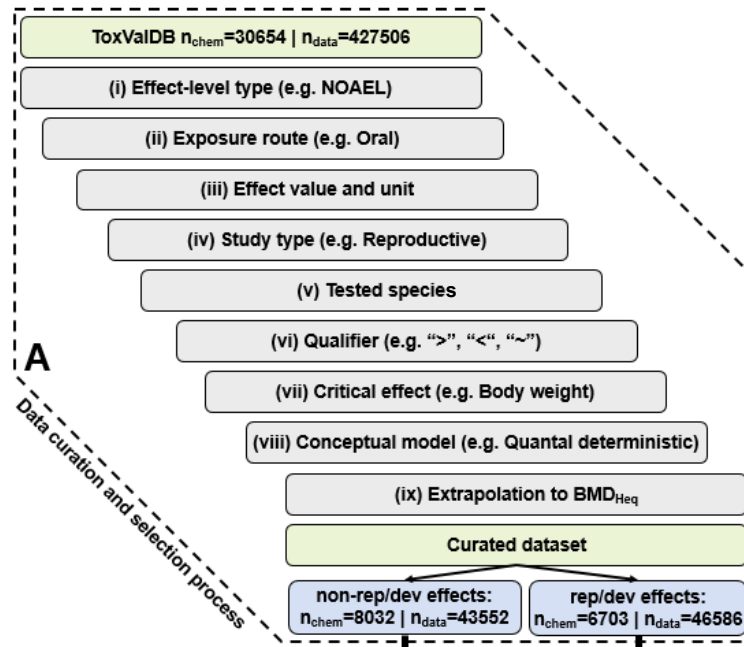 ToxValDB nchem=30654 | ndata=427506
(i) Effect-level type (e.g. NOAEL)
(ii) Exposure route (e.g. Oral)
(iii) Effect value and unit
(iv) Study type (e.g. Reproductive)
(v) Tested species
(vi) Qualifier (e.g. “>”, “<“, “~”)
A
(vii) Critical effect (e.g. Body weight)
(viii) Conceptual model (e.g. Quantal deterministic)
(ix) Extrapolation to BMDHeq
Data curation and selection process
Curated dataset
non-rep/dev effects:
nchem=8032 | ndata=43552
rep/dev effects:
nchem=6703 | ndata=46586